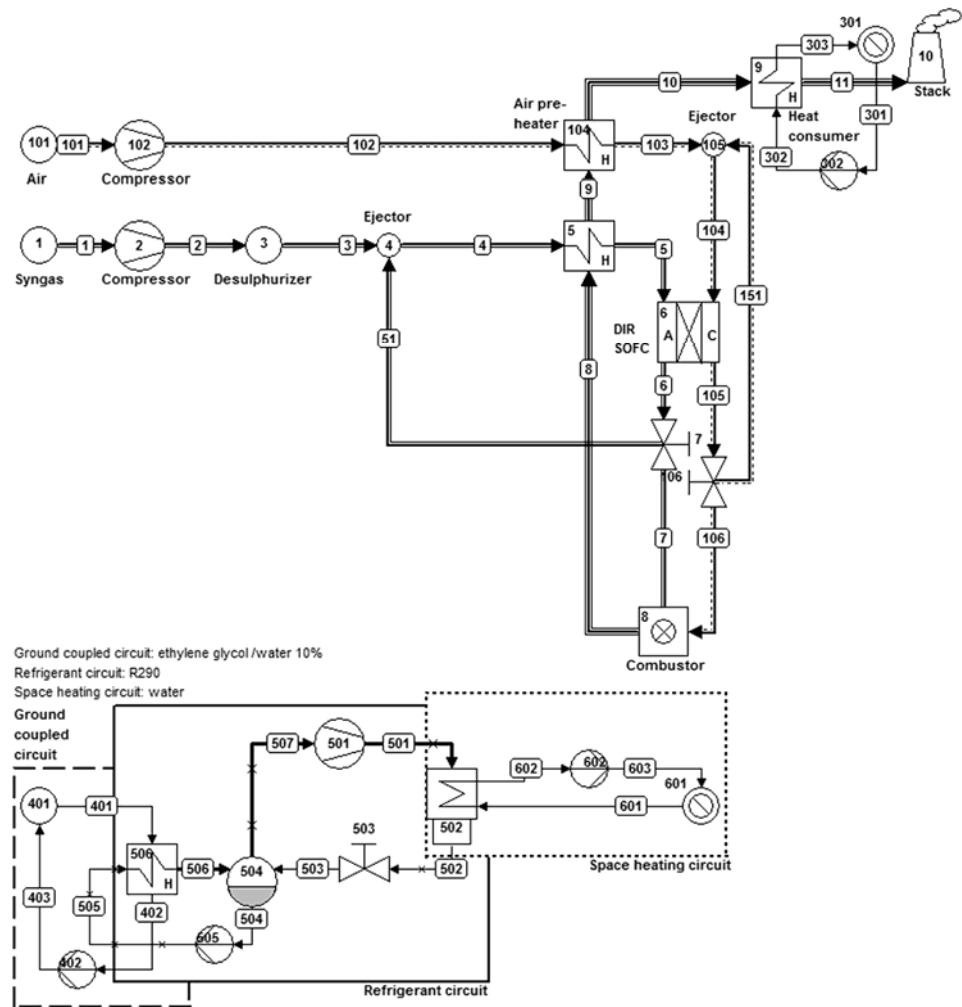 301
303
10
9
10
11
Stack
H
Heat
consumer
301
302
302
Air pre-
heater
Ejector
101
101
102
102
104
H
103
105
Air
Compressor
9
104
Ejector
1
1
2
2
3
3
4
4
5
H
5
Syngas
Compressor
Desulphurizer
151
51
DIR
SOFC
6
A
C
8
6
105
7
106
7
106
8
Combustor
Ground coupled circuit: ethylene glycol /water 10%
Refrigerant circuit: R290
Space heating circuit: water
Ground
coupled
circuit
507
501
501
602
602
603
601
601
401
401
503
502
506
506
504
503
502
Space heating circuit
H
403
505
402
504
505
402
Refrigerant circuit